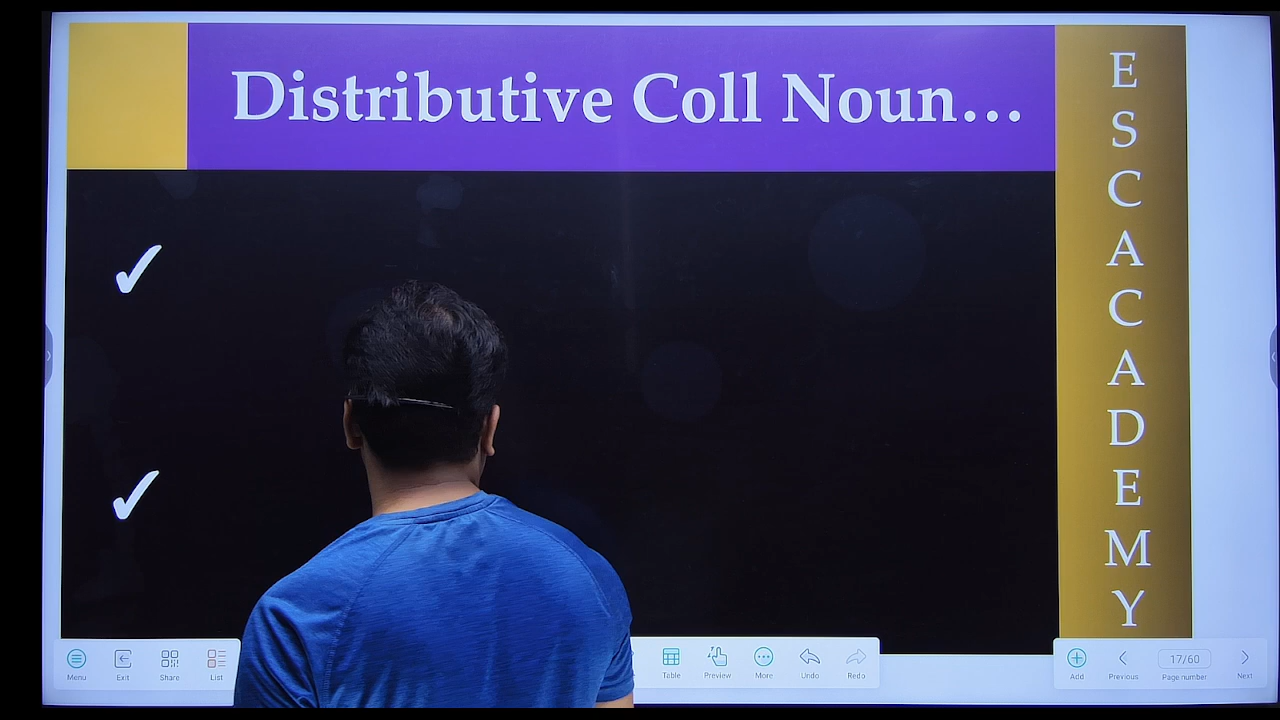 Distributive Coll Noun...
E
S
C
A
C
A
D
E
M
Y
Menu
Exit
Share
List
Table
Preview
More
Undo
Redo
Add
Previous
17/60
Page number
Next